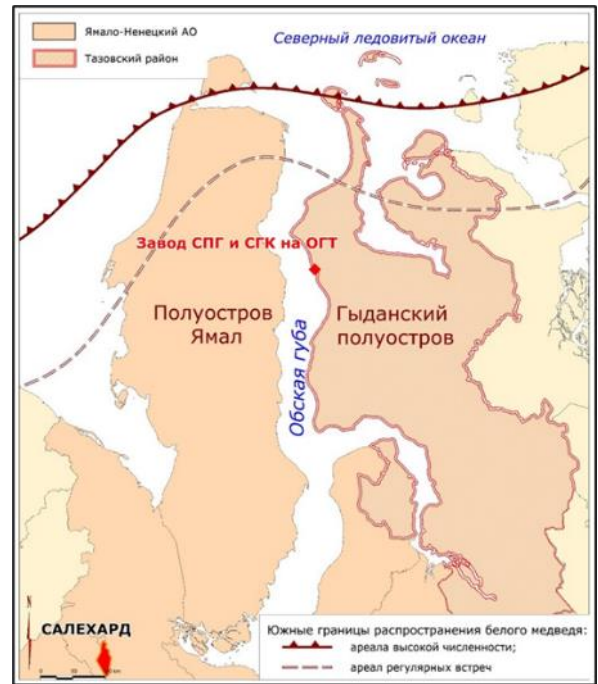 Ямало-Ненецкий АО
Тазовский район
Северный ледовитый океан
Завод СПГ и СГК на ОГТ
Полуостров
Ямал
Обская губа
Гыданский
полуостров
САЛЕХАРД
Южные границы распространения белого медведя:
ареала высокой численности;
ареал регулярных встреч